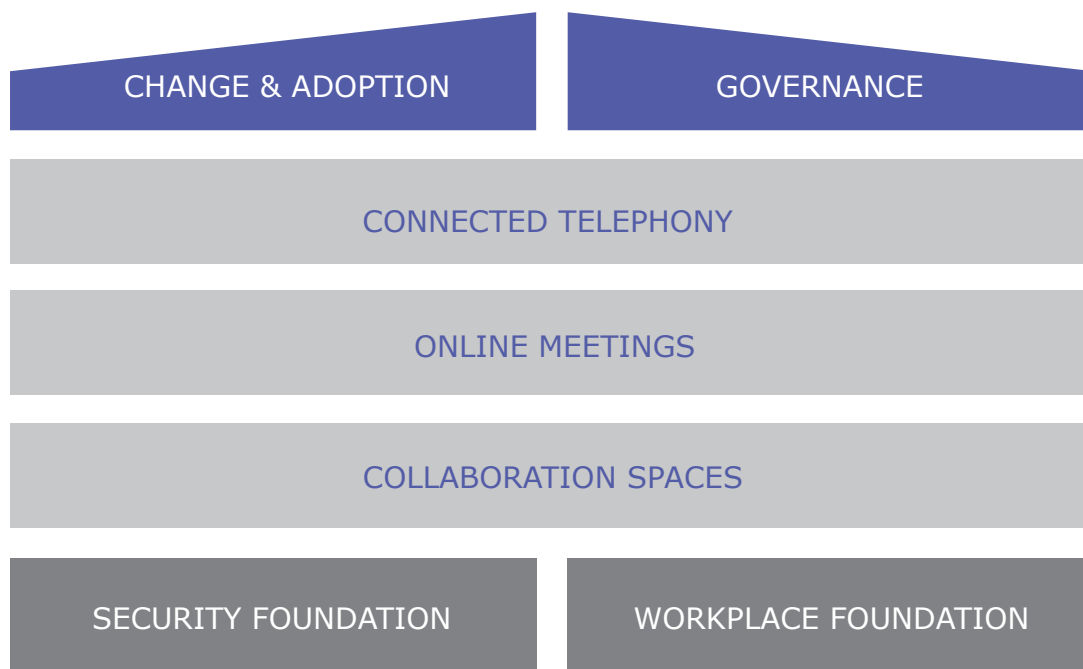 CHANGE & ADOPTION
GOVERNANCE
CONNECTED TELEPHONY
ONLINE MEETINGS
COLLABORATION SPACES
SECURITY FOUNDATION
WORKPLACE FOUNDATION